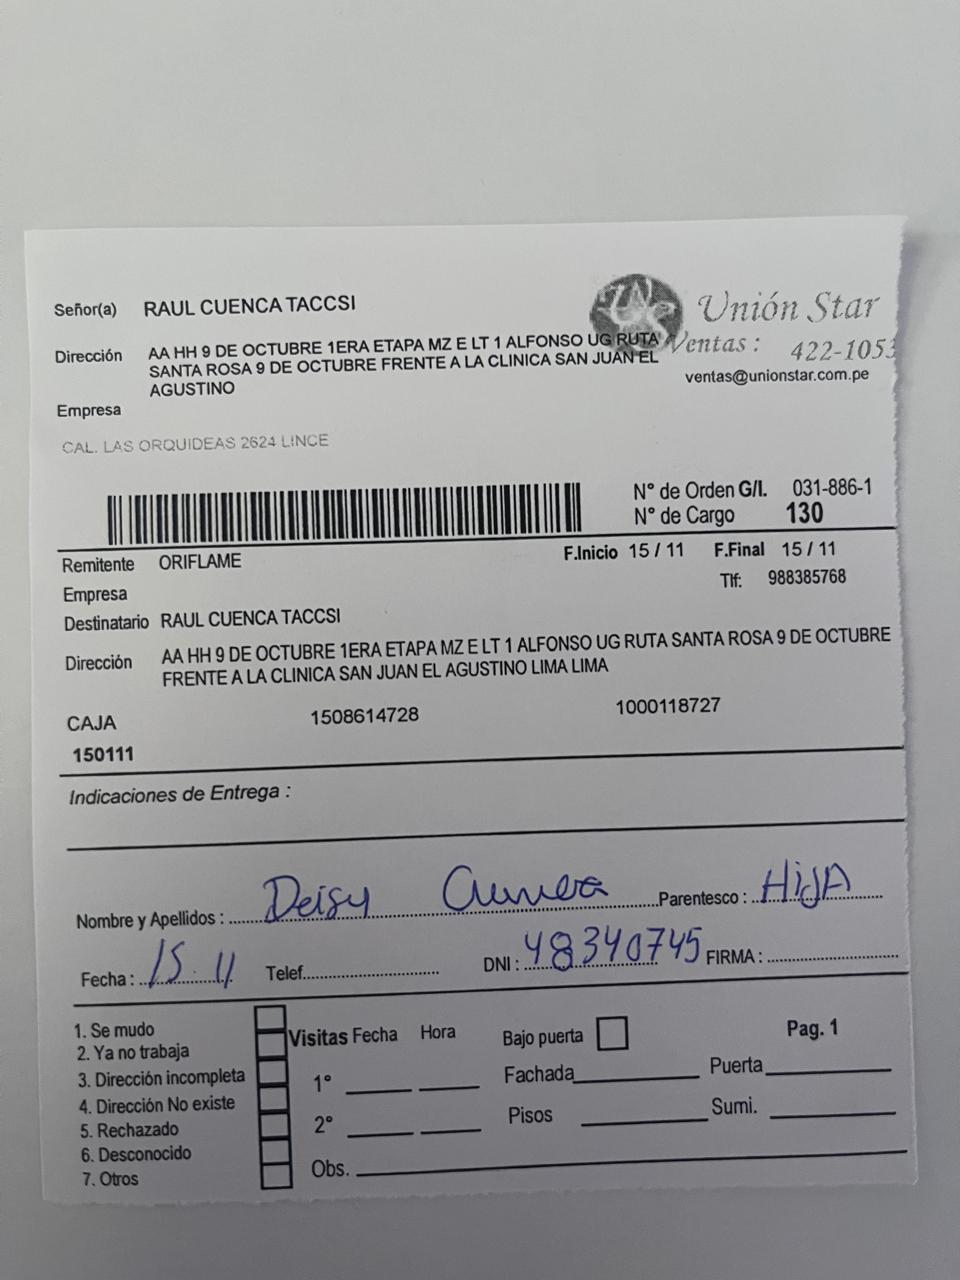 Señor(a) RAUL CUENCA TACCSI
Unión Star
Ventas : 422-1053
ventas@unionstar.com.pe
Dirección AA HH 9 DE OCTUBRE 1ERA ETAPA MZ E LT 1 ALFONSO UG RUTA
SANTA ROSA 9 DE OCTUBRE FRENTE A LA CLINICA SAN JUAN EL
AGUSTINO
Empresa
CAL. LAS ORQUIDEAS 2624 LINCE
N° de Orden G/I. 031-886-1
N° de Cargo 130
Remitente ORIFLAME F.Inicio 15 / 11 F.Final 15 / 11
Empresa Tlf: 988385768
Destinatario RAUL CUENCA TACCSI
Dirección AA HH 9 DE OCTUBRE 1ERA ETAPA MZ E LT 1 ALFONSO UG RUTA SANTA ROSA 9 DE OCTUBRE
FRENTE A LA CLINICA SAN JUAN EL AGUSTINO LIMA LIMA
CAJA 1508614728 1000118727
150111
Indicaciones de Entrega :
Nombre y Apellidos : Deisy Parentesco : HijA
Fecha : 15 . 11 Telef. DNI : 48340745 FIRMA :
1. Se mudo
2. Ya no trabaja
3. Dirección incompleta
4. Dirección No existe
5. Rechazado
6. Desconocido
7. Otros
Visitas Fecha Hora
1°
2°
Obs.
Bajo puerta Pag. 1
Fachada Puerta
Pisos Sumi.